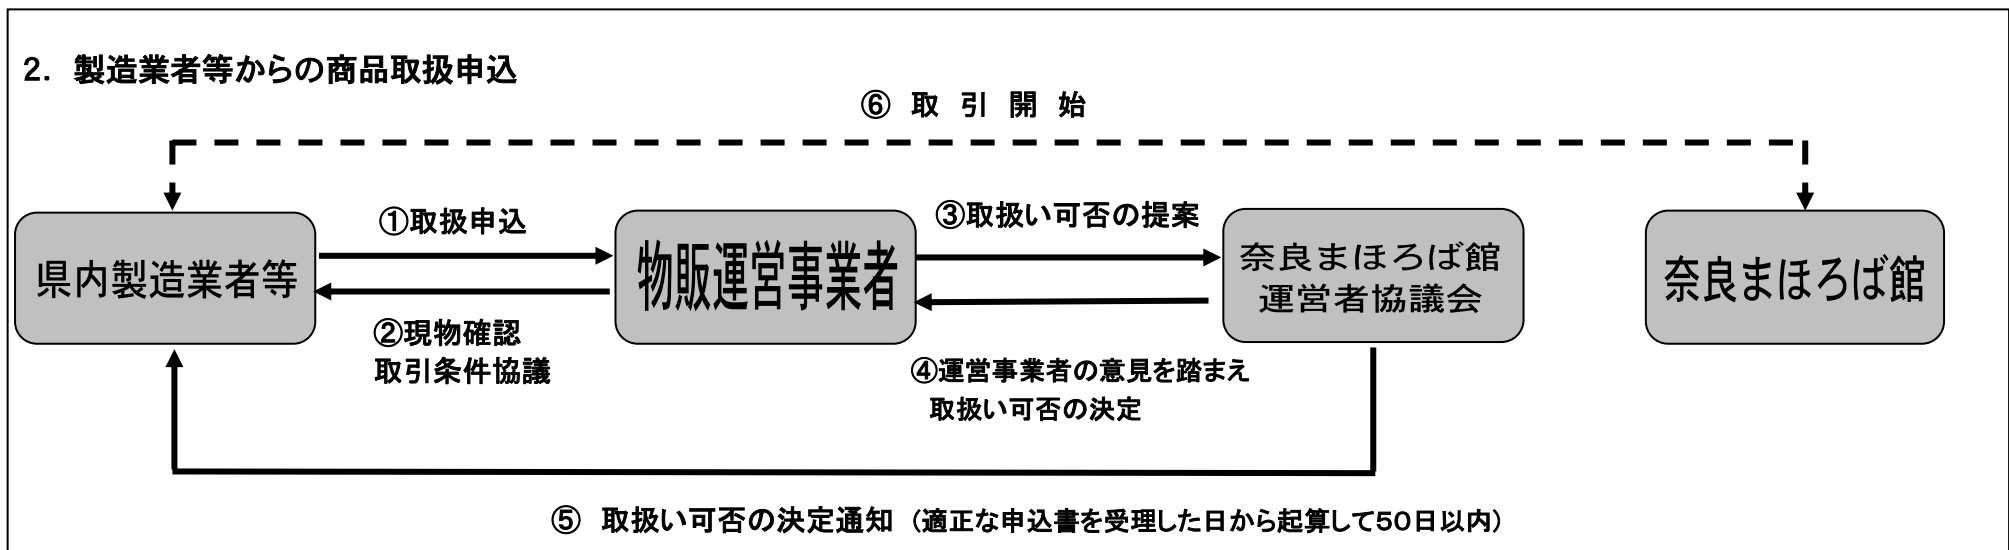 2. 製造業者等からの商品取扱申込
⑥ 取 引 開 始
①取扱申込
③取扱い可否の提案
県内製造業者等
物販運営事業者
奈良まほろば館
運営者協議会
奈良まほろば館
②現物確認
取引条件協議
④運営事業者の意見を踏まえ
取扱い可否の決定
⑤ 取扱い可否の決定通知 (適正な申込書を受理した日から起算して50日以内)